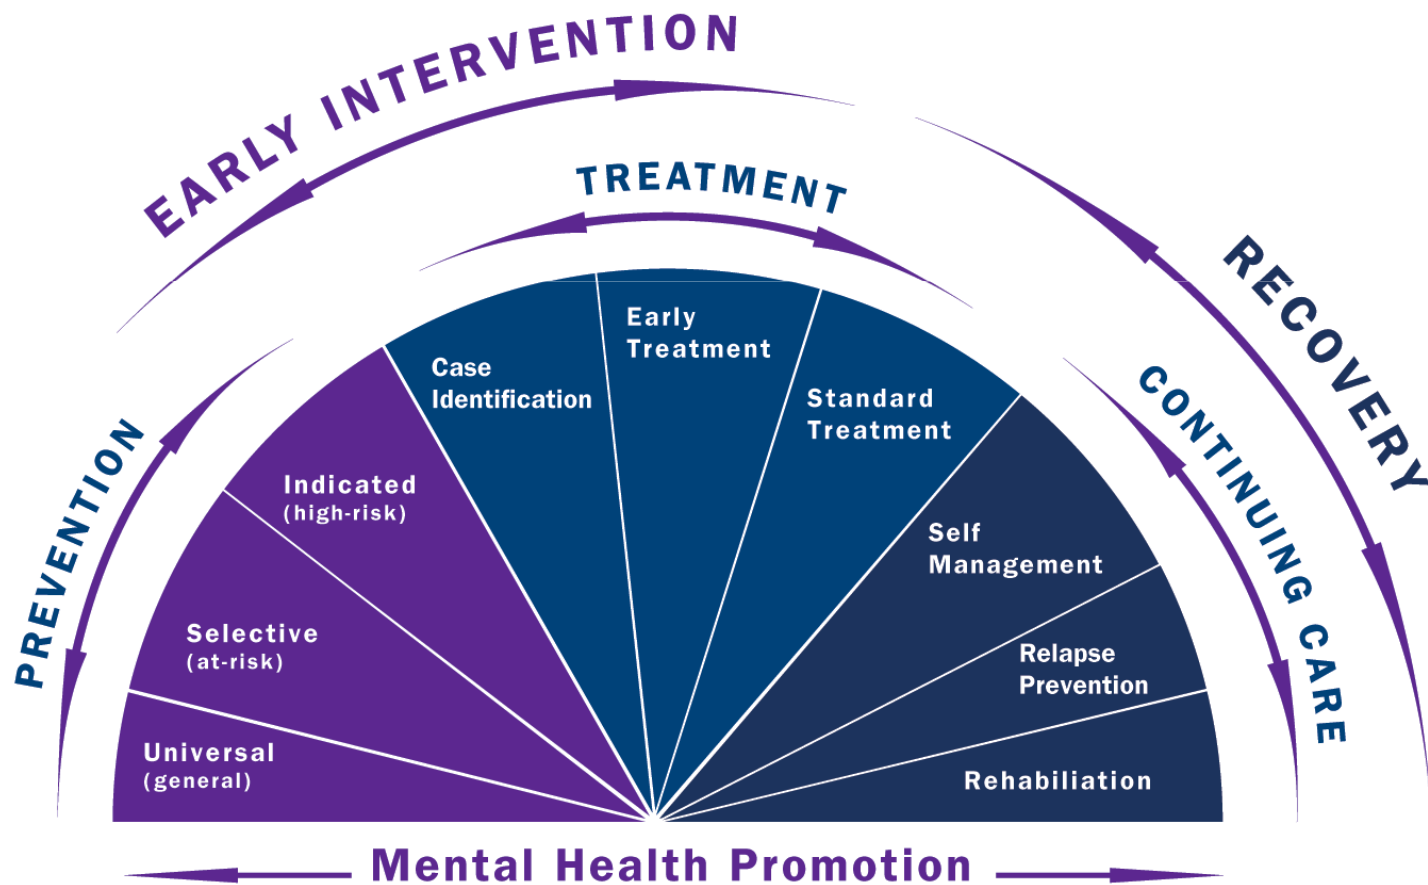 EARLY INTERVENTION
TREATMENT
RECOVERY
PREVENTION
CONTINUING CARE
Universal
(general)
Selective
(at-risk)
Indicated
(high-risk)
Case
Identification
Early
Treatment
Standard
Treatment
Self
Management
Relapse
Prevention
Rehabiliation
Mental Health Promotion